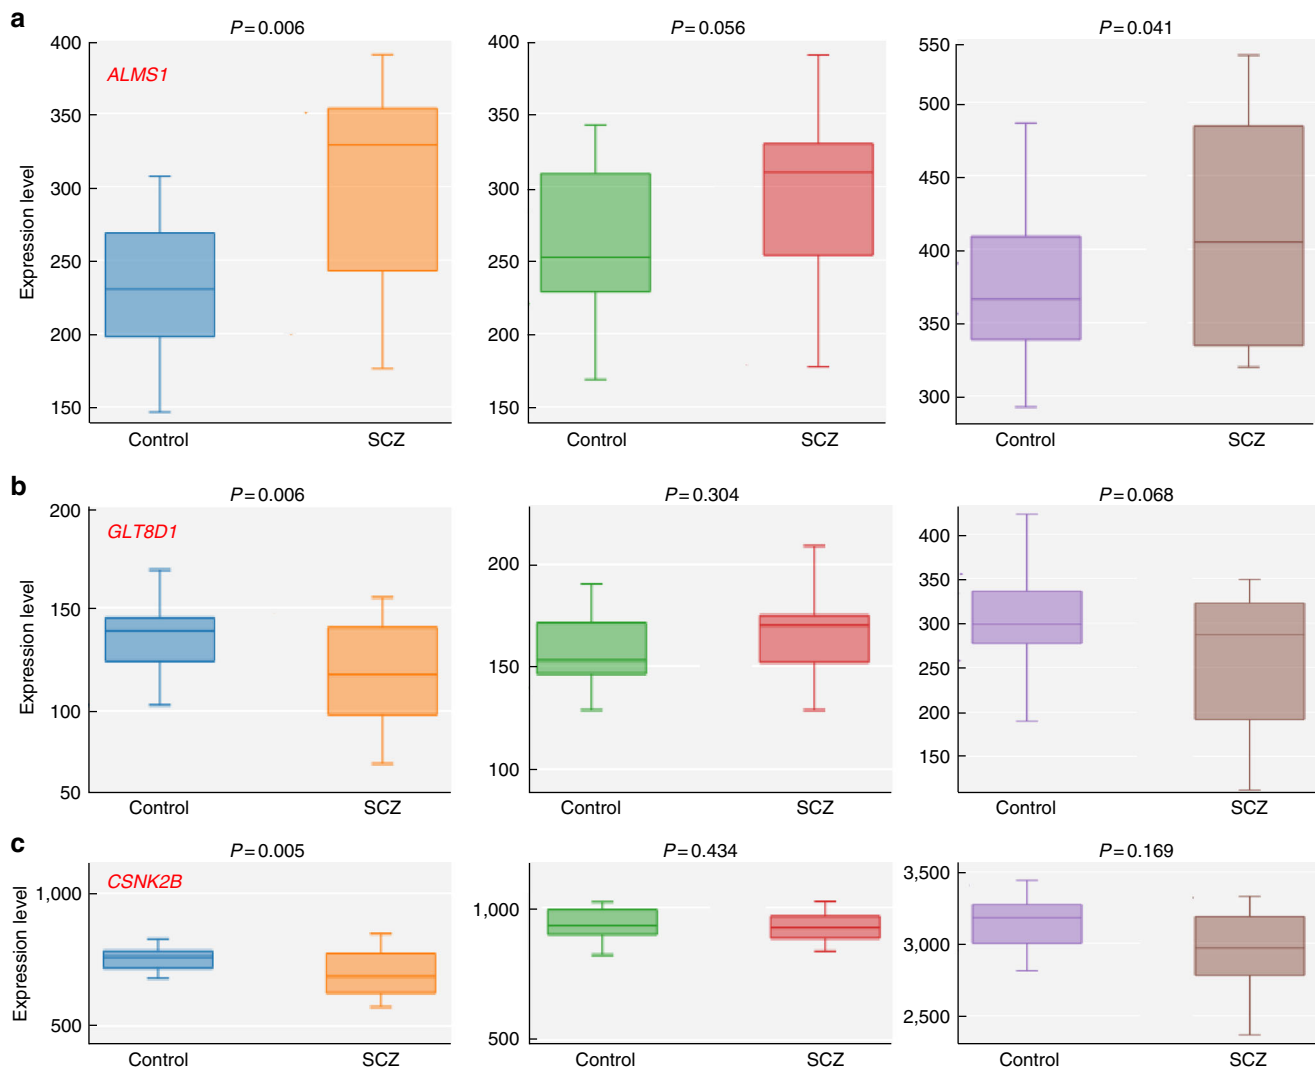 a
P=0.006
P=0.056
P=0.041
ALMS1
Expression level
400
350
300
250
200
150
Control
SCZ
400
350
300
250
200
150
Control
SCZ
550
500
450
400
350
300
Control
SCZ
b
P=0.006
P=0.304
P=0.068
GLT8D1
Expression level
200
150
100
50
Control
SCZ
200
150
100
Control
SCZ
400
350
300
250
200
150
Control
SCZ
c
P=0.005
P=0.434
P=0.169
CSNK2B
Expression level
1,000
500
Control
SCZ
1,000
500
Control
SCZ
3,500
3,000
2,500
Control
SCZ